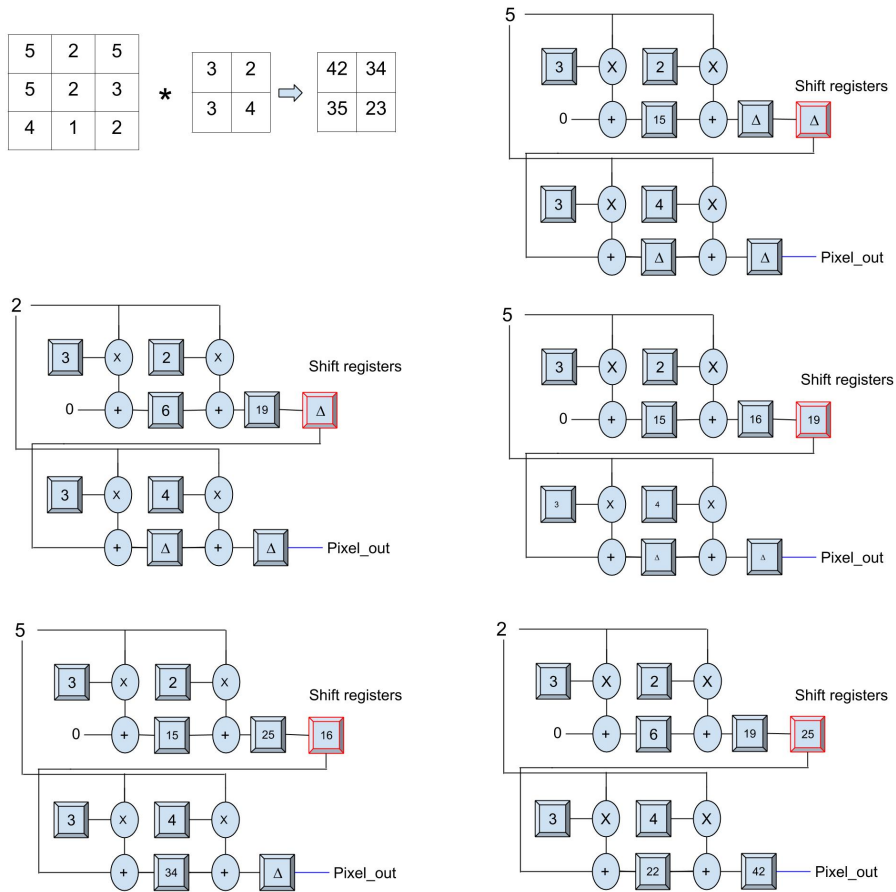 5 2 5
5 2 3
4 1 2
*
3 2
3 4
42 34
35 23
5
3 X 2 X
Shift registers
0 + 15 + Δ Δ
3 X 4 X
+ Δ + Δ Pixel_out
2
3 X 2 X
Shift registers
0 + 6 + 19 Δ
3 X 4 X
+ Δ + Δ Pixel_out
5
3 X 2 X
Shift registers
0 + 15 + 16 19
3 X 4 X
+ Δ + Δ Pixel_out
5
3 X 2 X
Shift registers
0 + 15 + 25 16
3 X 4 X
+ 34 + Δ Pixel_out
2
3 X 2 X
Shift registers
0 + 6 + 19 25
3 X 4 X
+ 22 + 42 Pixel_out